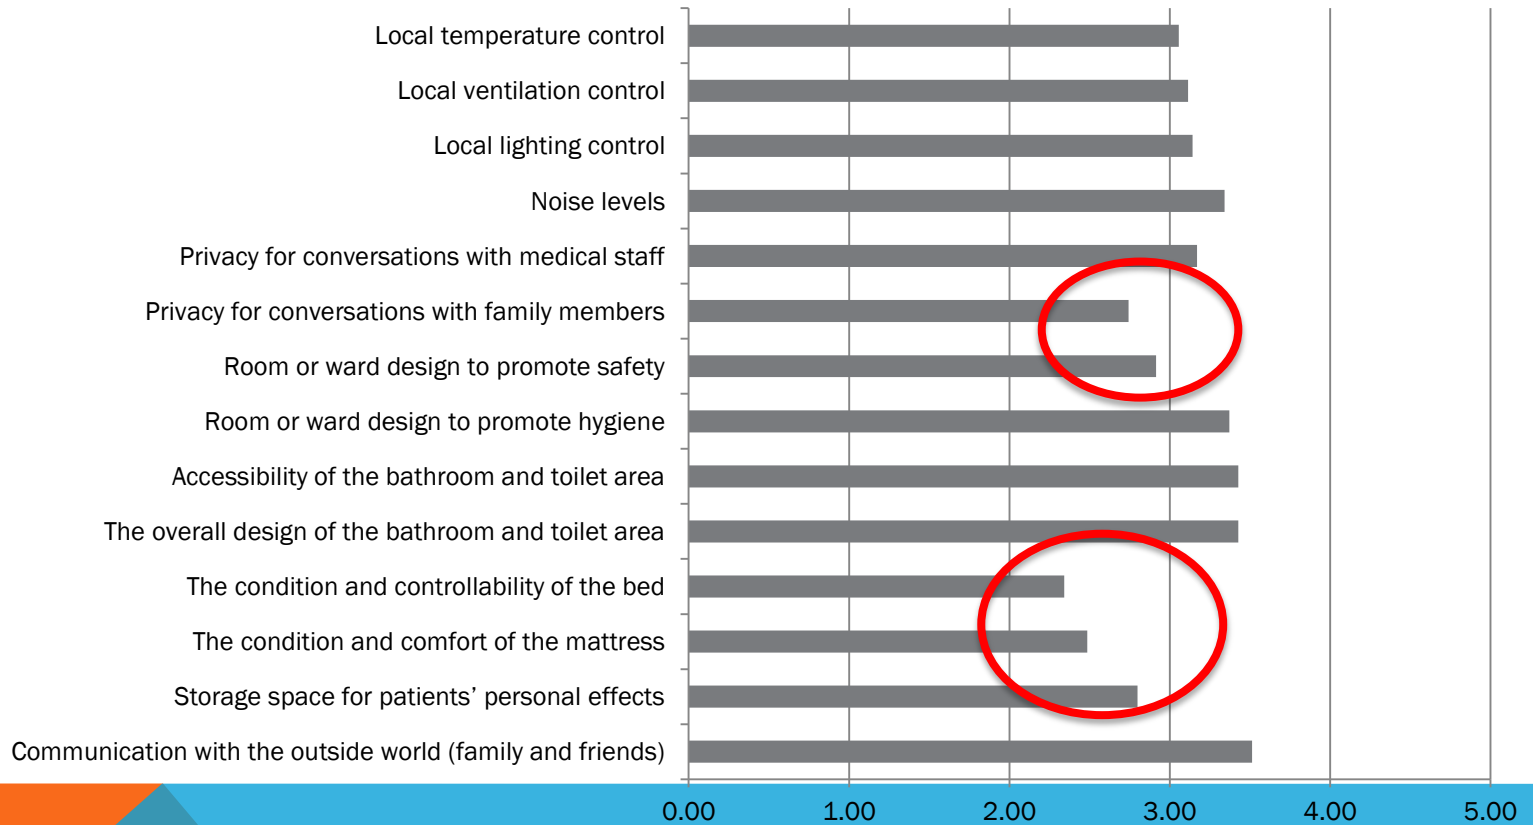 Local temperature control
Local ventilation control
Local lighting control
Noise levels
Privacy for conversations with medical staff
Privacy for conversations with family members
Room or ward design to promote safety
Room or ward design to promote hygiene
Accessibility of the bathroom and toilet area
The overall design of the bathroom and toilet area
The condition and controllability of the bed
The condition and comfort of the mattress
Storage space for patients’ personal effects
Communication with the outside world (family and friends)
0.00 1.00 2.00 3.00 4.00 5.00